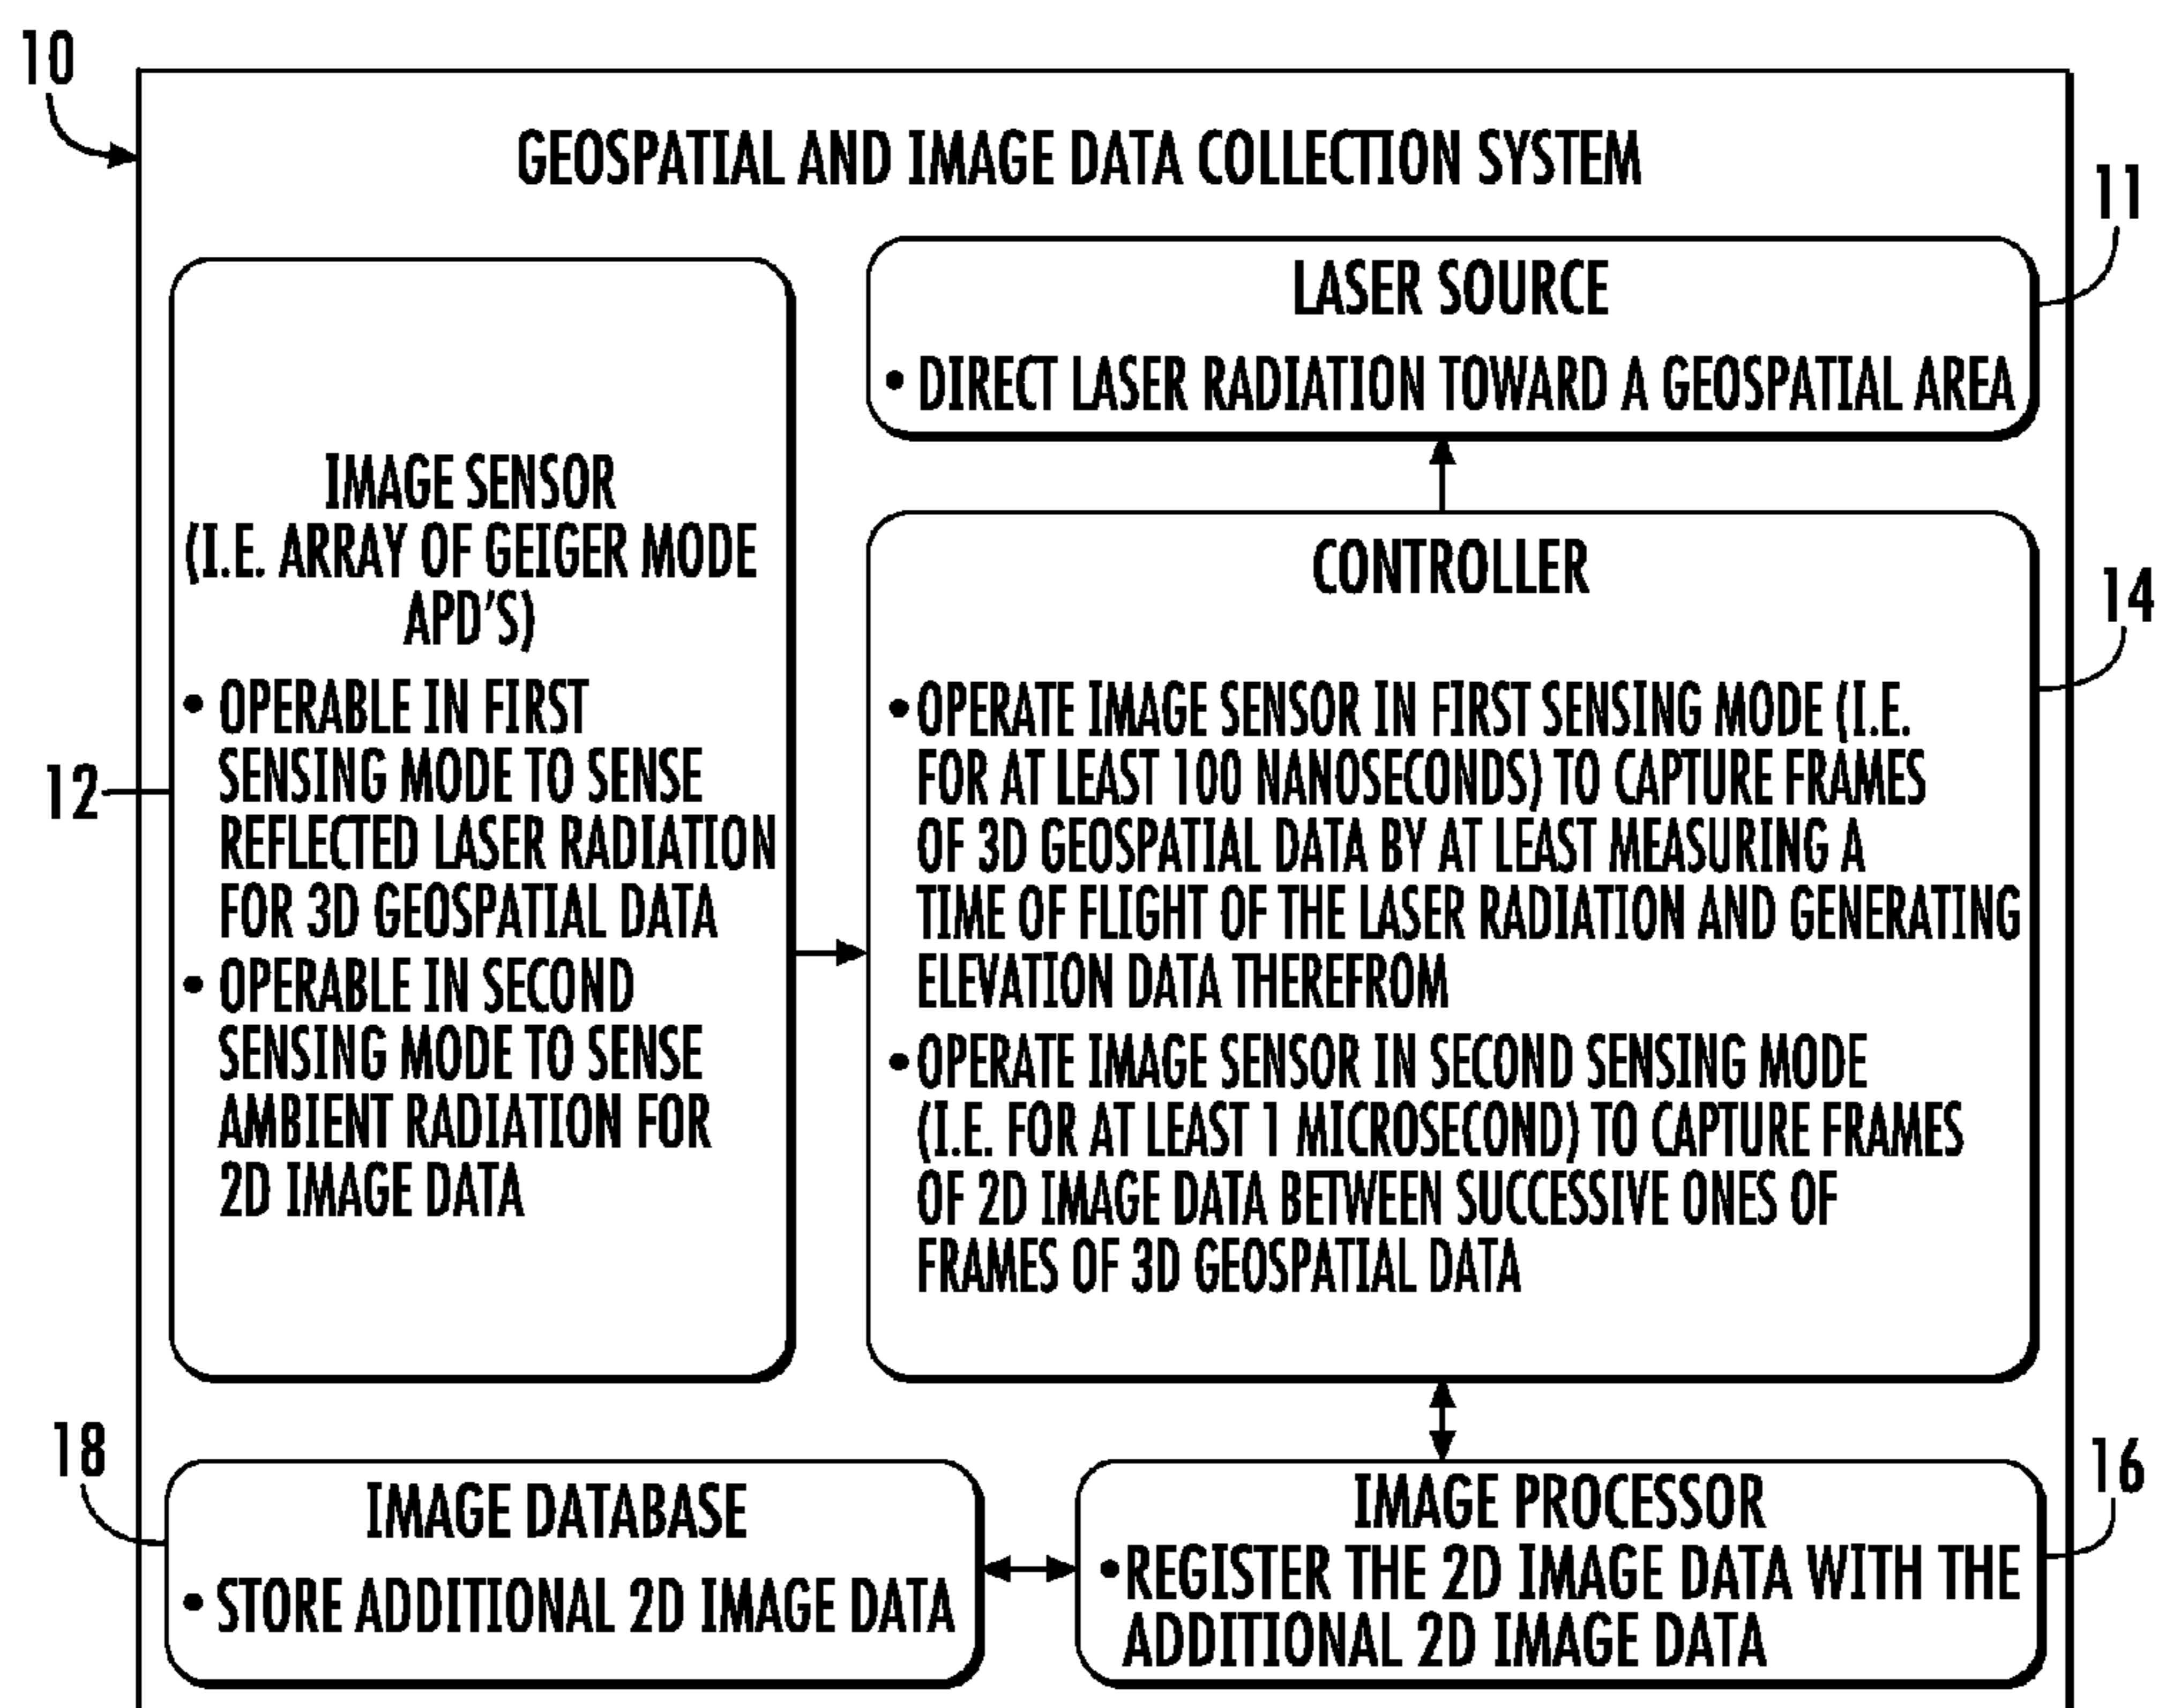 10
GEOSPATIAL AND IMAGE DATA COLLECTION SYSTEM
11
LASER SOURCE
• DIRECT LASER RADIATION TOWARD A GEOSPATIAL AREA
IMAGE SENSOR
(I.E. ARRAY OF GEIGER MODE
APD'S)
• OPERABLE IN FIRST
SENSING MODE TO SENSE
REFLECTED LASER RADIATION
FOR 3D GEOSPATIAL DATA
• OPERABLE IN SECOND
SENSING MODE TO SENSE
AMBIENT RADIATION FOR
2D IMAGE DATA
12
CONTROLLER
14
• OPERATE IMAGE SENSOR IN FIRST SENSING MODE (I.E.
FOR AT LEAST 100 NANOSECONDS) TO CAPTURE FRAMES
OF 3D GEOSPATIAL DATA BY AT LEAST MEASURING A
TIME OF FLIGHT OF THE LASER RADIATION AND GENERATING
ELEVATION DATA THEREFROM
• OPERATE IMAGE SENSOR IN SECOND SENSING MODE
(I.E. FOR AT LEAST 1 MICROSECOND) TO CAPTURE FRAMES
OF 2D IMAGE DATA BETWEEN SUCCESSIVE ONES OF
FRAMES OF 3D GEOSPATIAL DATA
18
IMAGE DATABASE
• STORE ADDITIONAL 2D IMAGE DATA
16
IMAGE PROCESSOR
• REGISTER THE 2D IMAGE DATA WITH THE
ADDITIONAL 2D IMAGE DATA